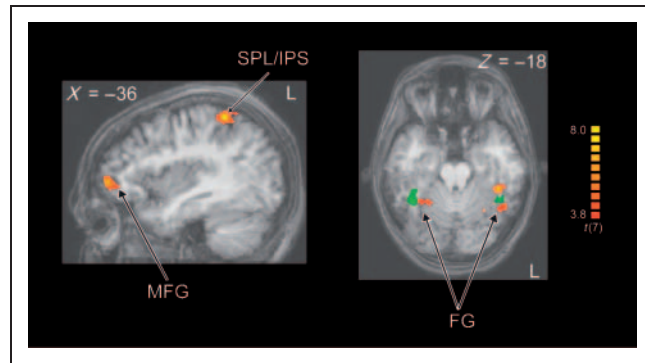 SPL/IPS
X = −36
L
MFG
Z = −18
L
FG
8.0
3.8
t(7)